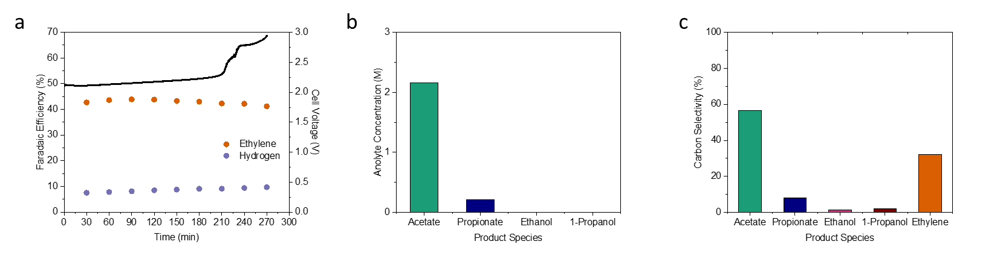 a
70
60
50
40
30
20
10
0
Faradaic Efficiency (%)
3.0
2.5
2.0
1.5
1.0
0.5
0.0
Cell Voltage (V)
Ethylene
Hydrogen
0 30 60 90 120 150 180 210 240 270 300
Time (min)
b
3
2
1
0
Anolyte Concentration (M)
Acetate Propionate Ethanol 1-Propanol
Product Species
c
100
80
60
40
20
0
Carbon Selectivity (%)
Acetate Propionate Ethanol 1-Propanol Ethylene
Product Species